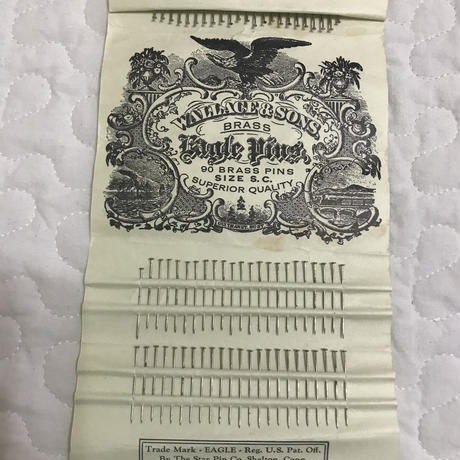 WALLACE & SONS,
BRASS
Eagle Pins,
90 BRASS PINS
SIZE S.C.
SUPERIOR QUALITY
Trade Mark - EAGLE - Reg. U.S. Pat. Off.
By The Star Pin Co. Shelton, Conn.